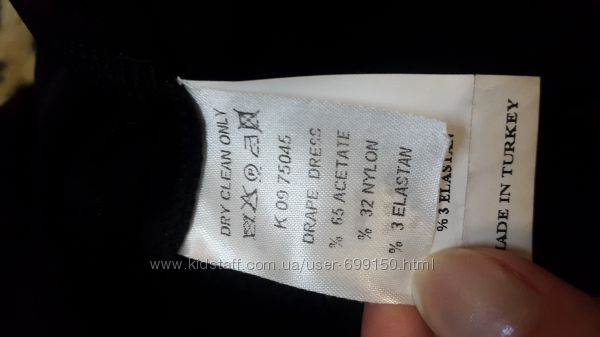 DRY CLEAN ONLY
K 09 75045
DRAPE DRESS
% 65 ACETATE
% 32 NYLON
% 3 ELASTAN
% 3 ELASTAN
MADE IN TURKEY
www.kidstaff.com.ua/user-699150.html